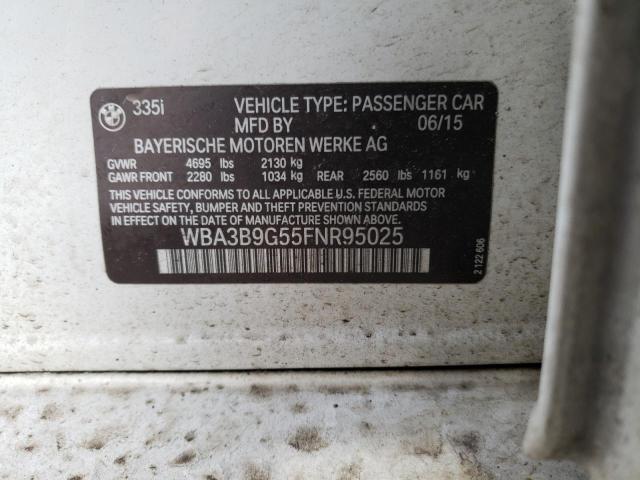 335i VEHICLE TYPE: PASSENGER CAR
MFD BY 06/15
BAYERISCHE MOTOREN WERKE AG
GVWR 4695 lbs 2130 kg
GAWR FRONT 2280 lbs 1034 kg REAR 2560 lbs 1161 kg
THIS VEHICLE CONFORMS TO ALL APPLICABLE U.S. FEDERAL MOTOR
VEHICLE SAFETY, BUMPER AND THEFT PREVENTION STANDARDS
IN EFFECT ON THE DATE OF MANUFACTURE SHOWN ABOVE.
WBA3B9G55FNR95025
2 122 606